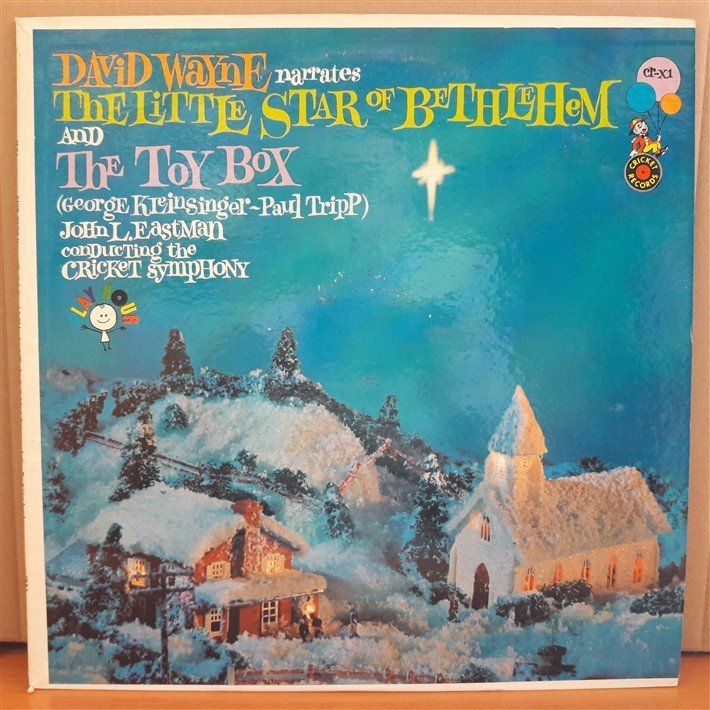 David Wayne narrates
The Little Star of Bethlehem
and
The Toy Box
(George Kleinsinger~Paul Tripp)
John L. Eastman
conducting the
Cricket Symphony
cr-x1
CRICKET RECORDS
PLAYHOUR